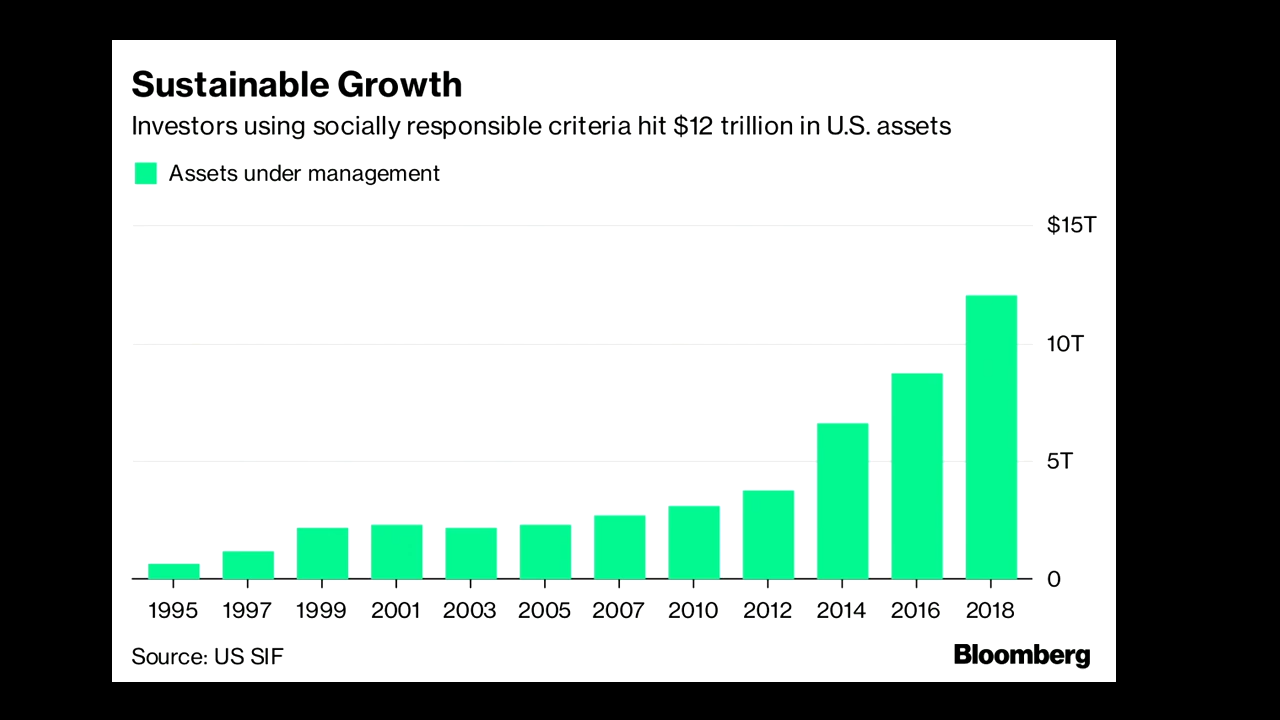 Sustainable Growth
Investors using socially responsible criteria hit $12 trillion in U.S. assets
Assets under management
$15T
10T
5T
0
1995 1997 1999 2001 2003 2005 2007 2010 2012 2014 2016 2018
Source: US SIF
Bloomberg